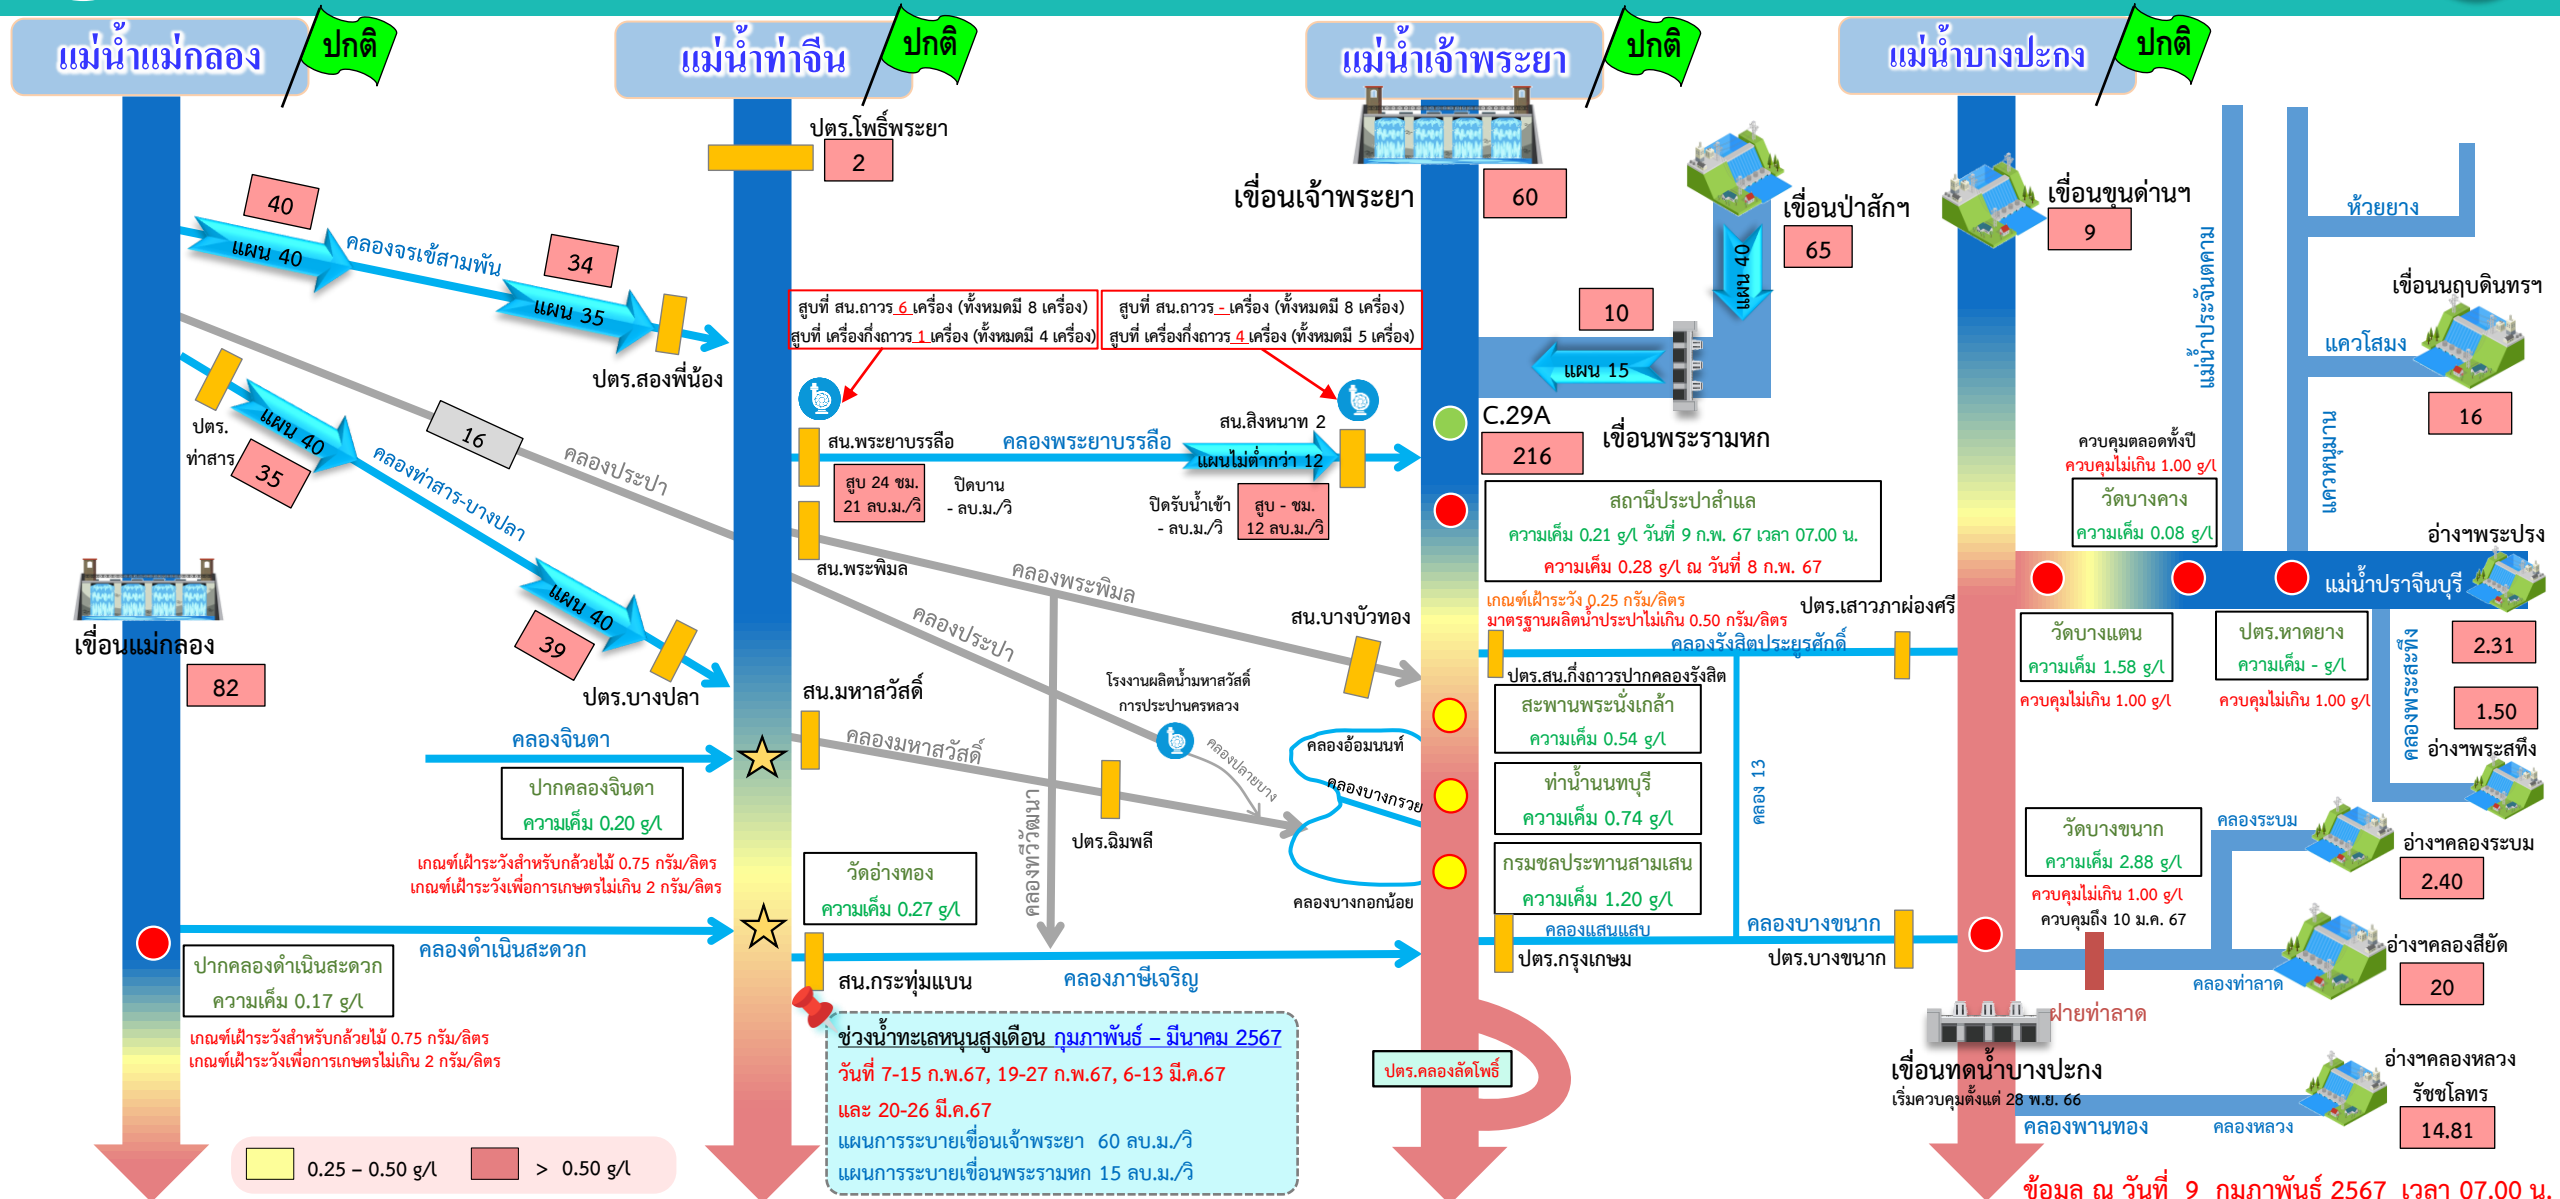 แม่น้ำแม่กลอง
ปกติ
แม่น้ำท่าจีน
ปกติ
แม่น้ำเจ้าพระยา
ปกติ
แม่น้ำบางปะกง
ปกติ
40
แผน 40
คลองจรเข้สามพัน
34
แผน 35
ปตร.สองพี่น้อง
ปตร.
ท่าสาร
แผน 40
35
16
คลองประปา
คลองท่าสาร-บางปลา
แผน 40
39
ปตร.บางปลา
เขื่อนแม่กลอง
82
คลองจินดา
ปากคลองจินดา
ความเค็ม 0.20 g/l
เกณฑ์เฝ้าระวังสำหรับกล้วยไม้ 0.75 กรัม/ลิตร
เกณฑ์เฝ้าระวังเพื่อการเกษตรไม่เกิน 2 กรัม/ลิตร
คลองดำเนินสะดวก
ปากคลองดำเนินสะดวก
ความเค็ม 0.17 g/l
เกณฑ์เฝ้าระวังสำหรับกล้วยไม้ 0.75 กรัม/ลิตร
เกณฑ์เฝ้าระวังเพื่อการเกษตรไม่เกิน 2 กรัม/ลิตร
0.25 – 0.50 g/l
> 0.50 g/l
ปตร.โพธิ์พระยา
2
สูบที่ สน.ถาวร 6 เครื่อง (ทั้งหมดมี 8 เครื่อง)
สูบที่ เครื่องกึ่งถาวร 1 เครื่อง (ทั้งหมดมี 4 เครื่อง)
สูบที่ สน.ถาวร - เครื่อง (ทั้งหมดมี 8 เครื่อง)
สูบที่ เครื่องกึ่งถาวร 4 เครื่อง (ทั้งหมดมี 5 เครื่อง)
สน.พระยาบรรลือ
คลองพระยาบรรลือ
สน.สิงหนาท 2
แผนไม่ต่ำกว่า 12
สูบ 24 ชม.
21 ลบ.ม./วิ
ปิดบาน
- ลบ.ม./วิ
ปิดรับน้ำเข้า
- ลบ.ม./วิ
สูบ - ชม.
12 ลบ.ม./วิ
สน.พระพิมล
คลองพระพิมล
คลองประปา
สน.บางบัวทอง
สน.มหาสวัสดิ์
คลองมหาสวัสดิ์
โรงงานผลิตน้ำมหาสวัสดิ์
การประปานครหลวง
คลองปลายบาง
ปตร.ฉิมพลี
คลองทวีวัฒนา
คลองอ้อมนนท์
คลองบางกรวย
คลองบางกอกน้อย
วัดอ่างทอง
ความเค็ม 0.27 g/l
สน.กระทุ่มแบน
คลองภาษีเจริญ
ช่วงน้ำทะเลหนุนสูงเดือน กุมภาพันธ์ – มีนาคม 2567
วันที่ 7-15 ก.พ.67, 19-27 ก.พ.67, 6-13 มี.ค.67
และ 20-26 มี.ค.67
แผนการระบายเขื่อนเจ้าพระยา 60 ลบ.ม./วิ
แผนการระบายเขื่อนพระรามหก 15 ลบ.ม./วิ
เขื่อนเจ้าพระยา
60
เขื่อนป่าสักฯ
65
แผน 40
10
แผน 15
เขื่อนพระรามหก
C.29A
216
สถานีประปาสำแล
ความเค็ม 0.21 g/l วันที่ 9 ก.พ. 67 เวลา 07.00 น.
ความเค็ม 0.28 g/l ณ วันที่ 8 ก.พ. 67
เกณฑ์เฝ้าระวัง 0.25 กรัม/ลิตร
มาตรฐานผลิตน้ำประปาไม่เกิน 0.50 กรัม/ลิตร
ปตร.เสาวภาผ่องศรี
คลองรังสิตประยูรศักดิ์
ปตร.สน.กึ่งถาวรปากคลองรังสิต
สะพานพระนั่งเกล้า
ความเค็ม 0.54 g/l
ท่าน้ำนนทบุรี
ความเค็ม 0.74 g/l
กรมชลประทานสามเสน
ความเค็ม 1.20 g/l
คลอง 13
คลองแสนแสบ
คลองบางขนาก
ปตร.กรุงเกษม
ปตร.บางขนาก
ปตร.คลองลัดโพธิ์
เขื่อนขุนด่านฯ
9
แม่น้ำประจันตคาม
ห้วยยาง
เขื่อนนฤบดินทรฯ
แควโสมง
16
แควหนุมาน
ควบคุมตลอดทั้งปี
ควบคุมไม่เกิน 1.00 g/l
วัดบางคาง
ความเค็ม 0.08 g/l
อ่างฯพระปรง
แม่น้ำปราจีนบุรี
2.31
วัดบางแตน
ความเค็ม 1.58 g/l
ควบคุมไม่เกิน 1.00 g/l
ปตร.หาดยาง
ความเค็ม - g/l
ควบคุมไม่เกิน 1.00 g/l
คลองพระสะทึง
1.50
อ่างฯพระสทึง
วัดบางขนาก
ความเค็ม 2.88 g/l
ควบคุมไม่เกิน 1.00 g/l
ควบคุมถึง 10 ม.ค. 67
คลองระบม
อ่างฯคลองระบม
2.40
อ่างฯคลองสียัด
20
คลองท่าลาด
ฝายท่าลาด
เขื่อนทดน้ำบางปะกง
เริ่มควบคุมตั้งแต่ 28 พ.ย. 66
คลองพานทอง
คลองหลวง
อ่างฯคลองหลวง
รัชชโลทร
14.81
ข้อมูล ณ วันที่ 9 กุมภาพันธ์ 2567 เวลา 07.00 น.